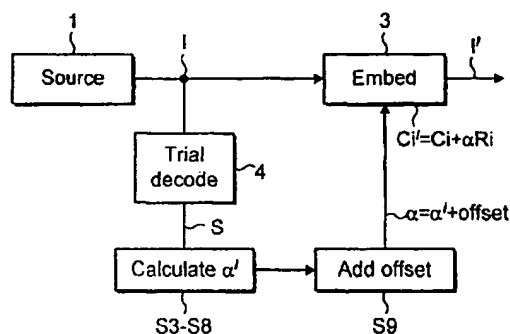 1
I
3
I'
Source
Embed
Ci'=Ci+αRi
Trial
decode
4
S
α=α'+offset
Calculate α'
Add offset
S3-S8
S9